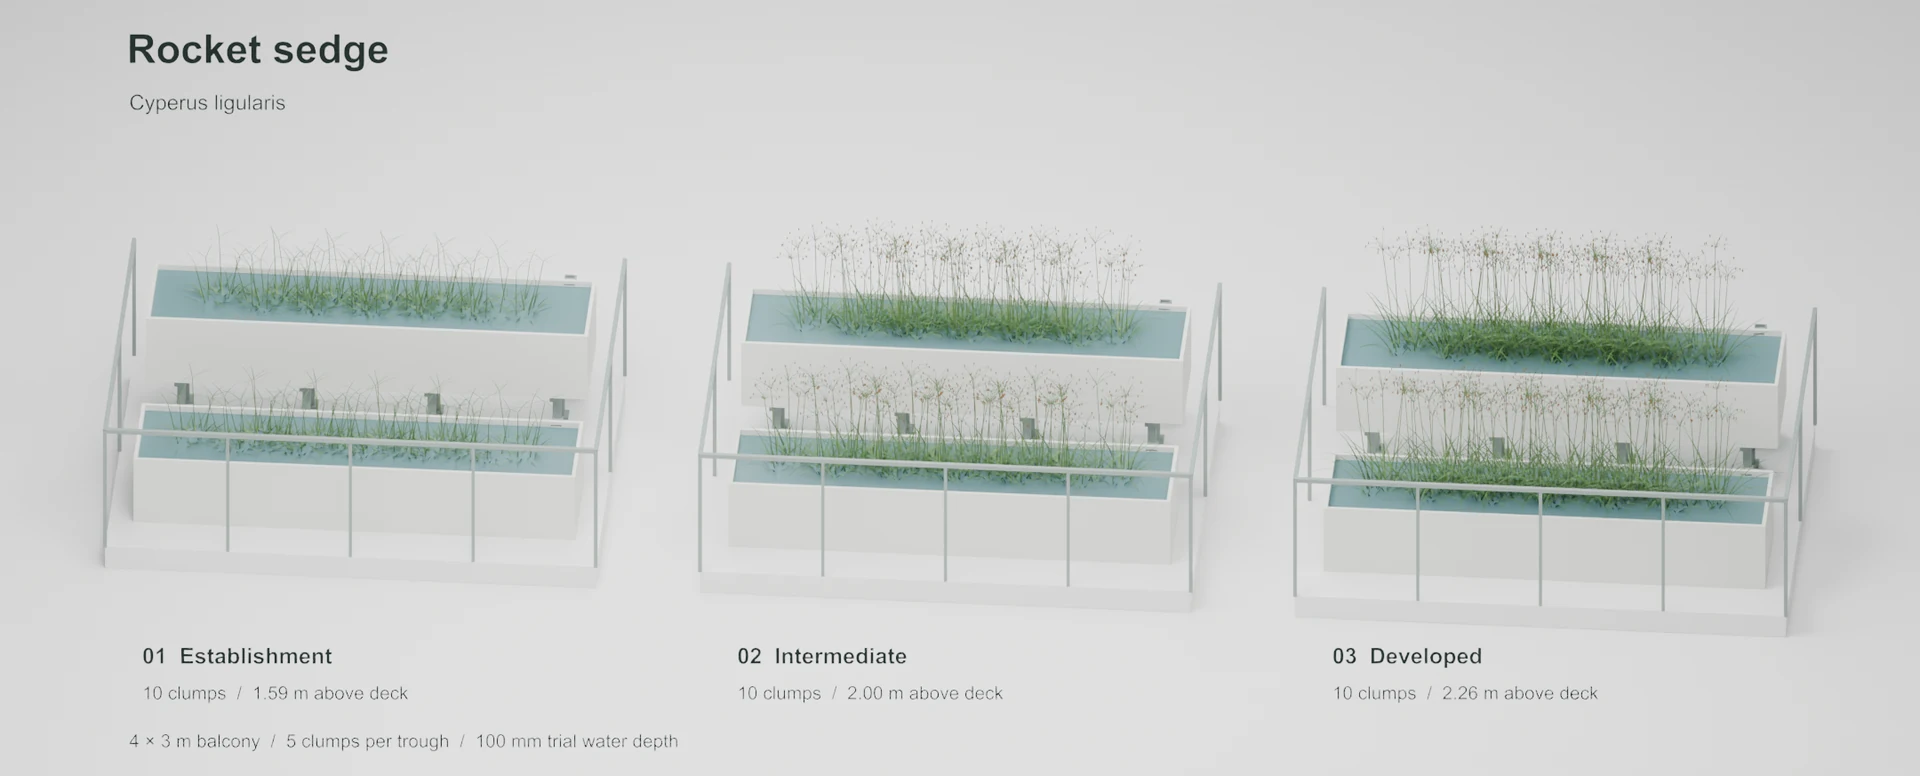 Rocket sedge
Cyperus ligularis
01 Establishment
10 clumps / 1.59 m above deck
02 Intermediate
10 clumps / 2.00 m above deck
03 Developed
10 clumps / 2.26 m above deck
4 × 3 m balcony / 5 clumps per trough / 100 mm trial water depth